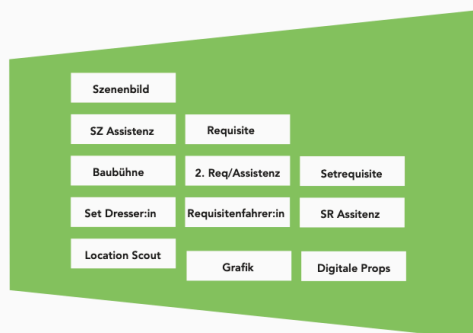 Szenenbild
SZ Assistenz
Requisite
Baubühne
2. Req/Assistenz
Setrequisite
Set Dresser:in
Requisitenfahrer:in
SR Assitenz
Location Scout
Grafik
Digitale Props